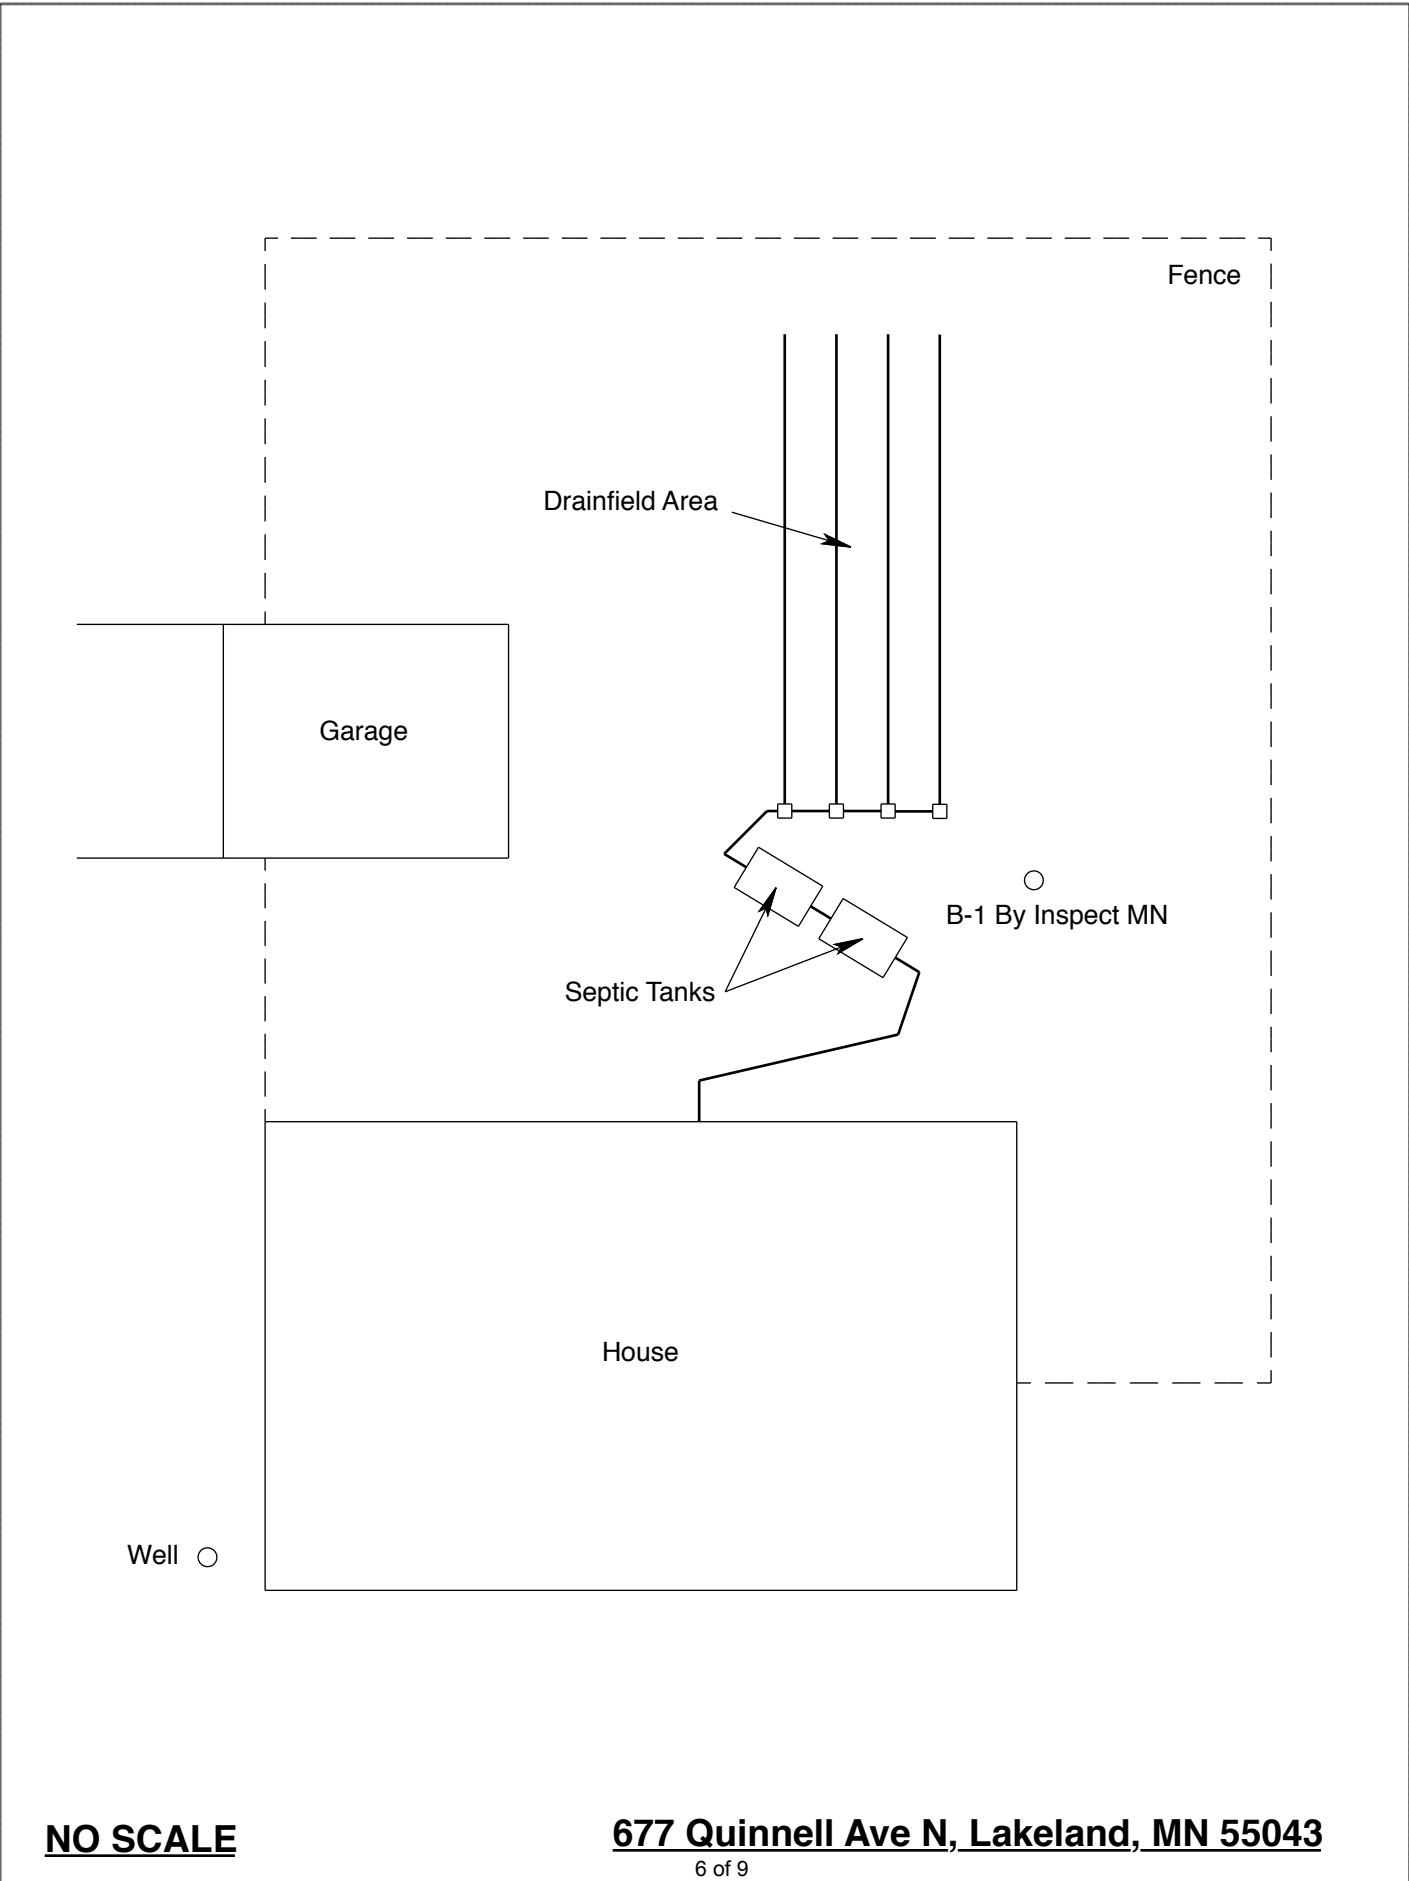 Fence
Drainfield Area
Garage
B-1 By Inspect MN
Septic Tanks
House
Well
NO SCALE
677 Quinnell Ave N, Lakeland, MN 55043
6 of 9